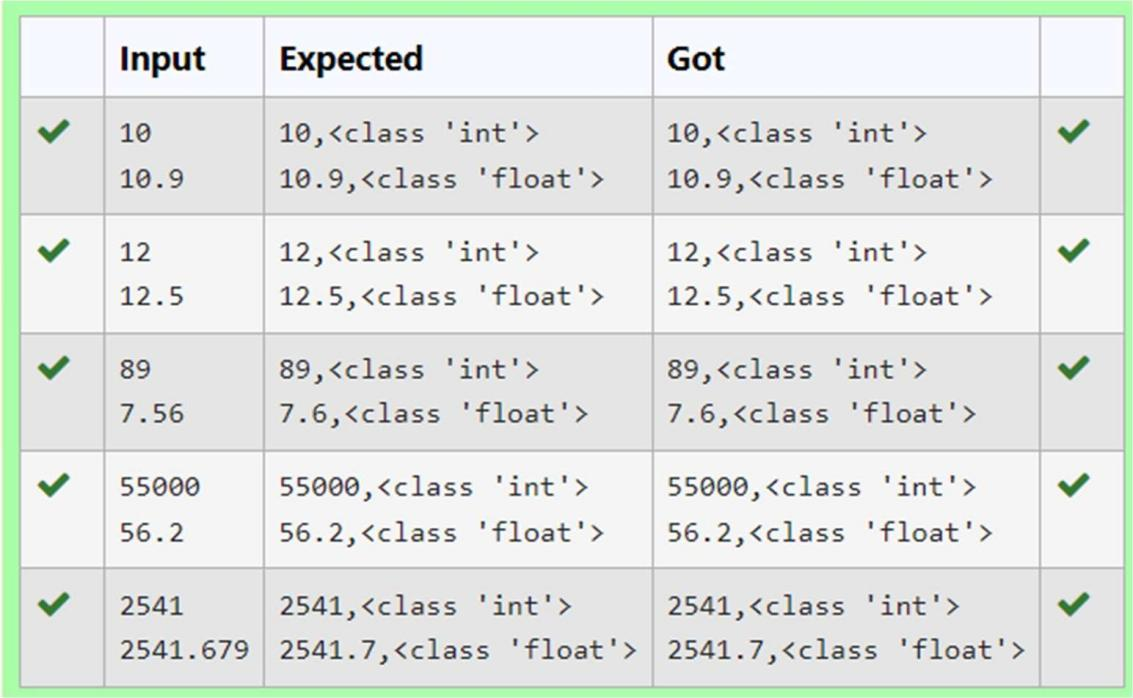 Input Expected Got
10 10,<class 'int'> 10,<class 'int'>
10.9 10.9,<class 'float'> 10.9,<class 'float'>
12 12,<class 'int'> 12,<class 'int'>
12.5 12.5,<class 'float'> 12.5,<class 'float'>
89 89,<class 'int'> 89,<class 'int'>
7.56 7.6,<class 'float'> 7.6,<class 'float'>
55000 55000,<class 'int'> 55000,<class 'int'>
56.2 56.2,<class 'float'> 56.2,<class 'float'>
2541 2541,<class 'int'> 2541,<class 'int'>
2541.679 2541.7,<class 'float'> 2541.7,<class 'float'>